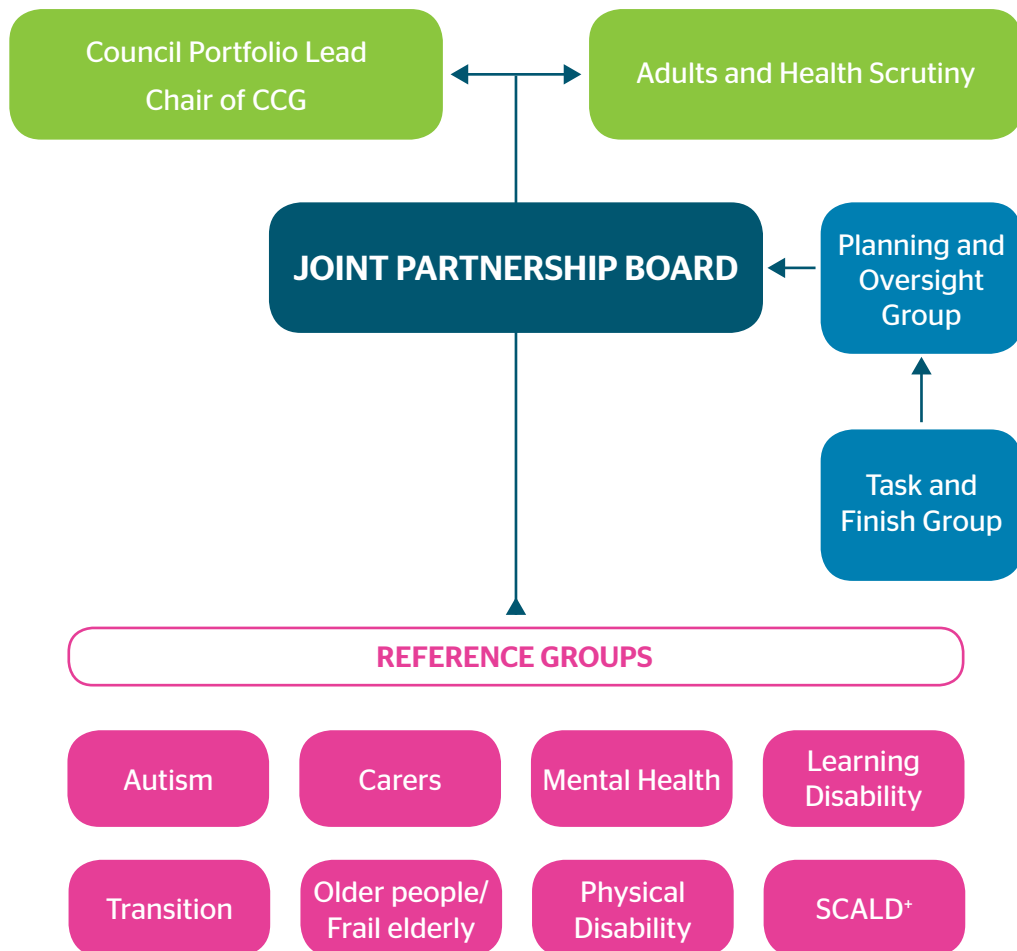 Council Portfolio Lead
Chair of CCG
Adults and Health Scrutiny
JOINT PARTNERSHIP BOARD
Planning and
Oversight
Group
Task and
Finish Group
REFERENCE GROUPS
Autism
Carers
Mental Health
Learning
Disability
Transition
Older people/
Frail elderly
Physical
Disability
SCALD⁺